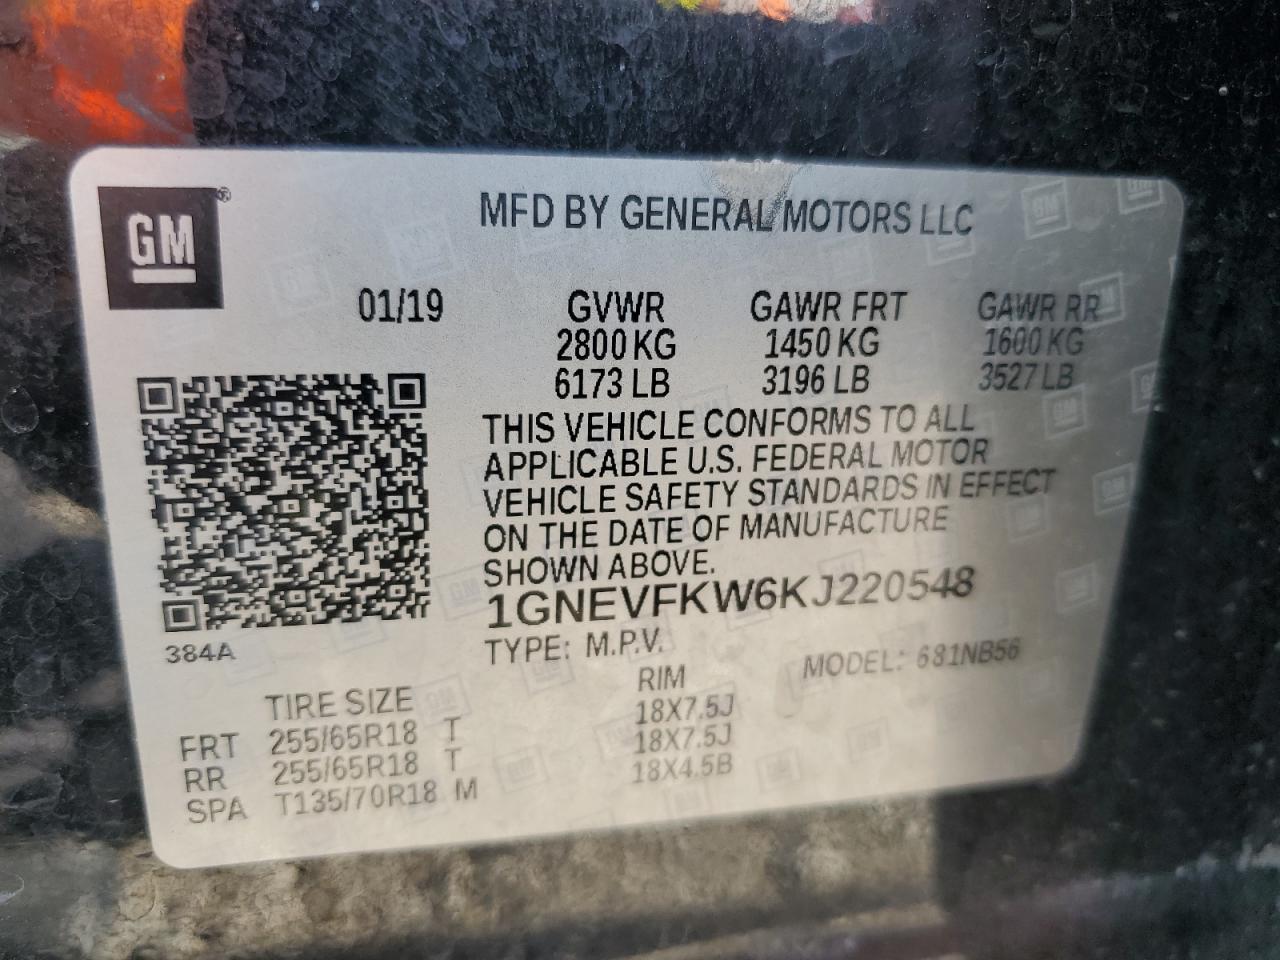 GM®
MFD BY GENERAL MOTORS LLC
01/19 GVWR GAWR FRT GAWR RR
2800 KG 1450 KG 1600 KG
6173 LB 3196 LB 3527 LB
THIS VEHICLE CONFORMS TO ALL
APPLICABLE U.S. FEDERAL MOTOR
VEHICLE SAFETY STANDARDS IN EFFECT
ON THE DATE OF MANUFACTURE
SHOWN ABOVE.
1GNEVFKW6KJ220548
384A
TYPE: M.P.V. MODEL: 681NB56
TIRE SIZE RIM
FRT 255/65R18 T 18X7.5J
RR 255/65R18 T 18X7.5J
SPA T135/70R18 M 18X4.5B